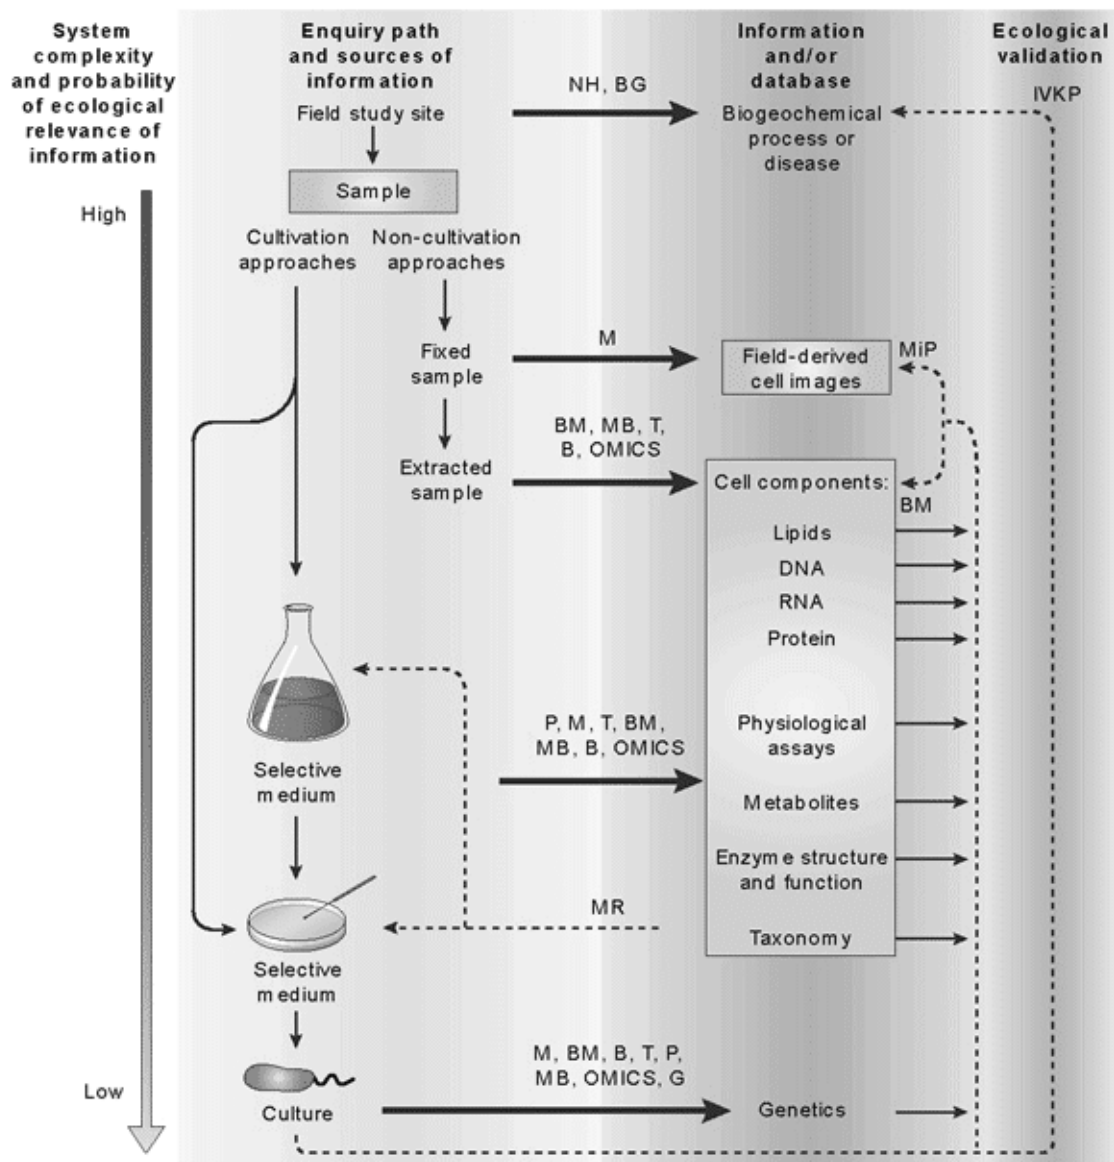 System
complexity
and probability
of ecological
relevance of
information
Enquiry path
and sources of
information
Information
and/or
database
Ecological
validation
Field study site
NH, BG
Biogeochemical
process or
disease
IVKP
Sample
High
Cultivation
approaches
Non-cultivation
approaches
Fixed
sample
M
Field-derived
cell images
MiP
BM, MB, T,
B, OMICS
Extracted
sample
Cell components:
BM
Lipids
DNA
RNA
Protein
Physiological
assays
Metabolites
Enzyme structure
and function
Taxonomy
P, M, T, BM,
MB, B, OMICS
Selective
medium
MR
Selective
medium
M, BM, B, T, P,
MB, OMICS, G
Low
Culture
Genetics